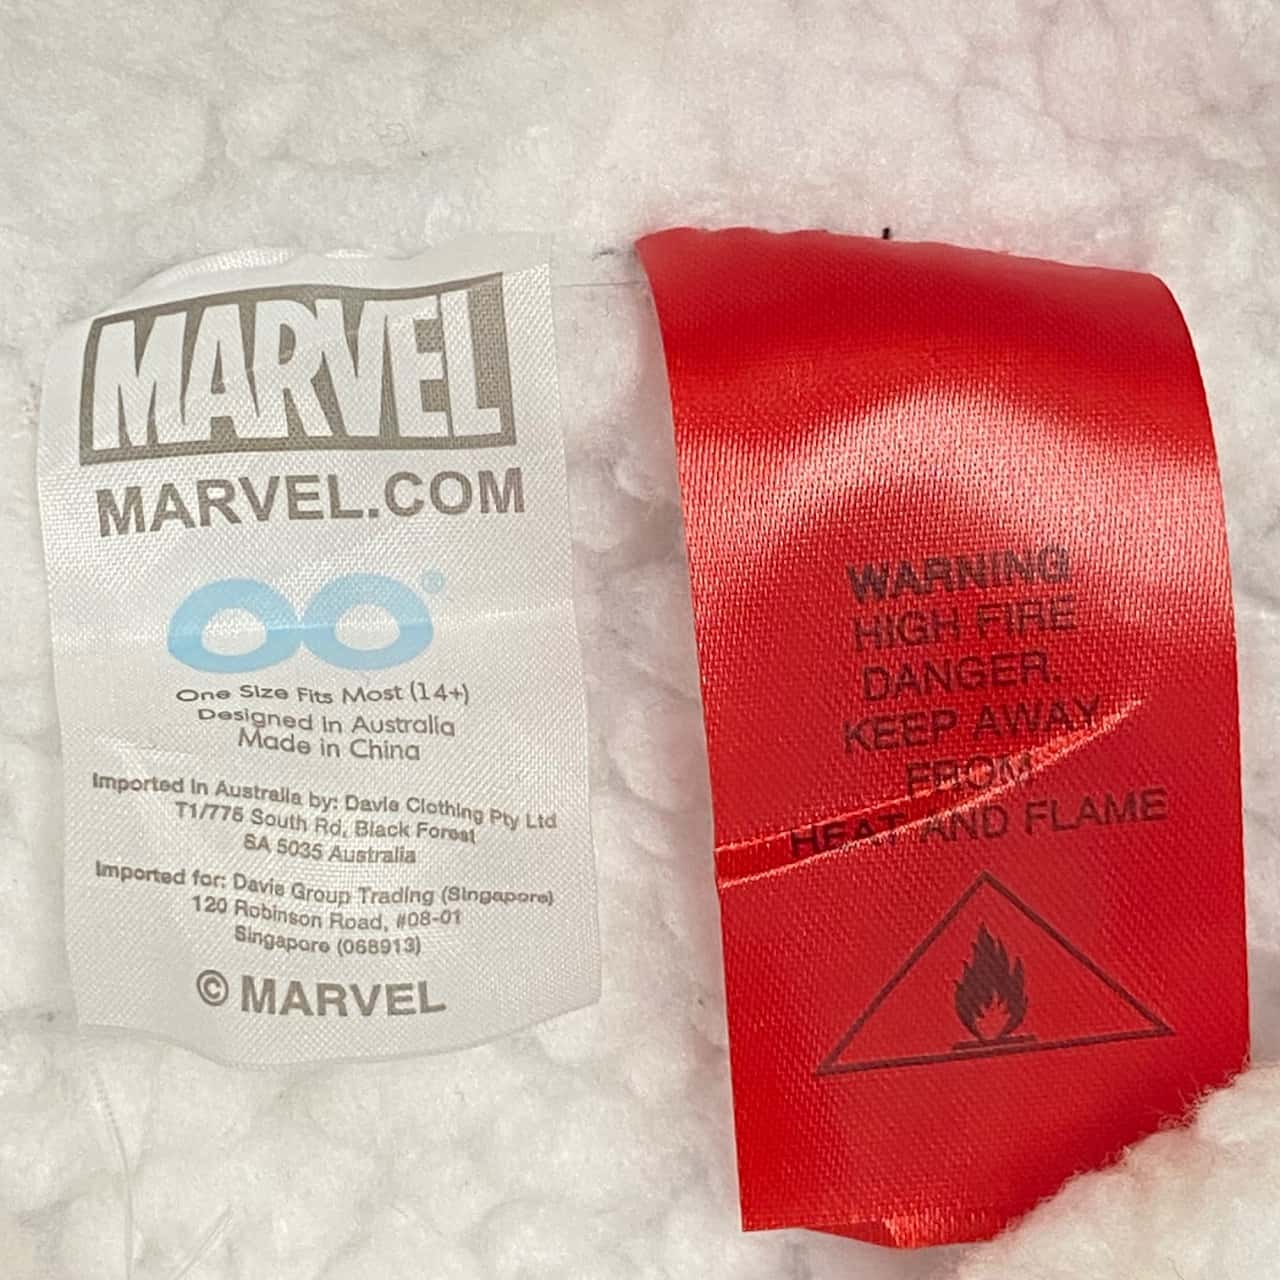 MARVEL
MARVEL.COM
®
One Size Fits Most (14+)
Designed In Australia
Made in China
Imported In Australia by: Davie Clothing Pty Ltd
T1/775 South Rd, Black Forest
SA 5035 Australia
Imported for: Davie Group Trading (Singapore)
120 Robinson Road, #08-01
Singapore (068913)
© MARVEL
WARNING
HIGH FIRE
DANGER.
KEEP AWAY
FROM
HEAT AND FLAME